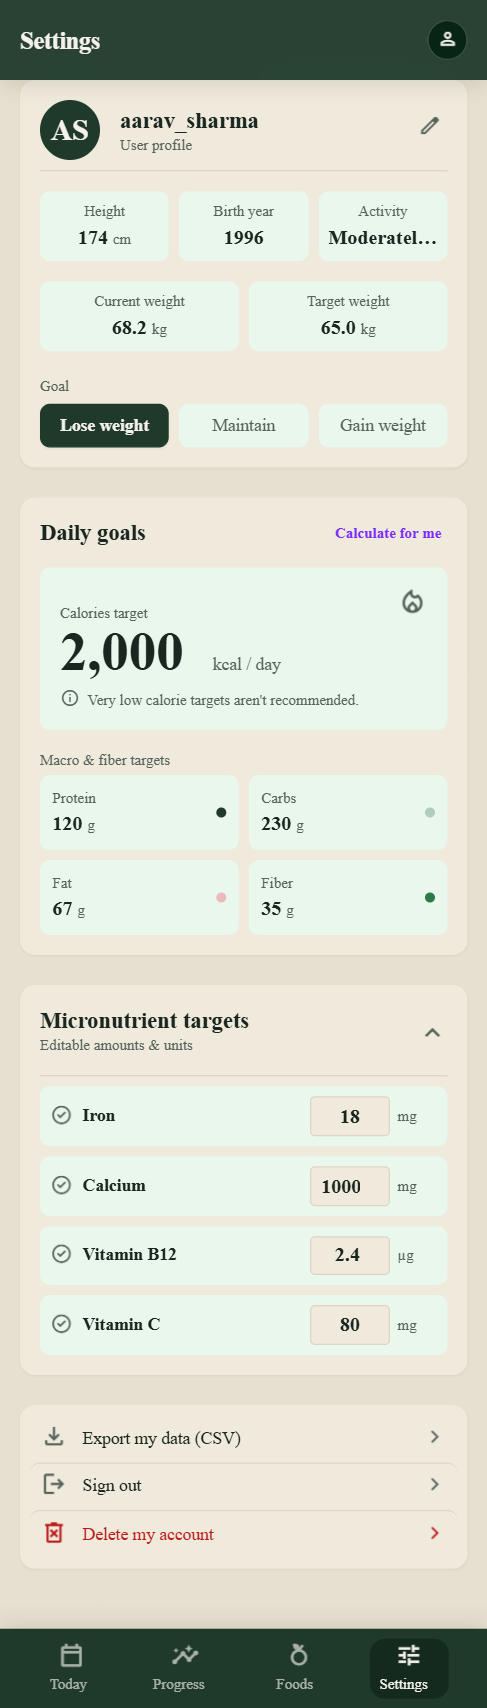 Settings
AS
aarav_sharma
User profile
Height
174 cm
Birth year
1996
Activity
Moderatel...
Current weight
68.2 kg
Target weight
65.0 kg
Goal
Lose weight
Maintain
Gain weight
Daily goals
Calculate for me
Calories target
2,000 kcal / day
Very low calorie targets aren't recommended.
Macro & fiber targets
Protein
120 g
Carbs
230 g
Fat
67 g
Fiber
35 g
Micronutrient targets
Editable amounts & units
Iron 18 mg
Calcium 1000 mg
Vitamin B12 2.4 µg
Vitamin C 80 mg
Export my data (CSV)
Sign out
Delete my account
Today
Progress
Foods
Settings